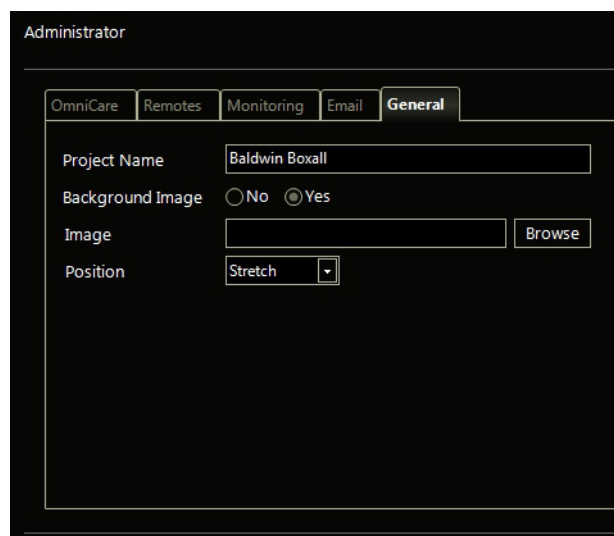 Administrator
OmniCare Remotes Monitoring Email General
Project Name Baldwin Boxall
Background Image No Yes
Image Browse
Position Stretch